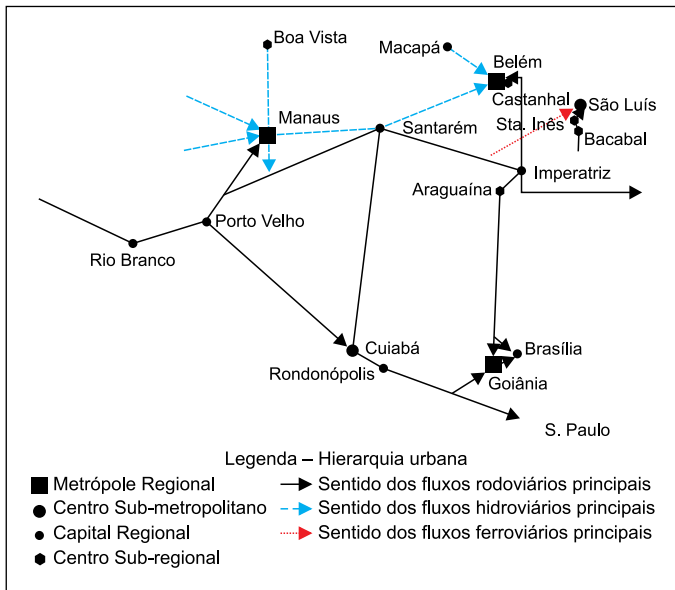 Boa Vista
Macapá
Belém
Castanhal
São Luís
Manaus
Santarém
Sta. Inês
Bacabal
Imperatriz
Araguaína
Porto Velho
Rio Branco
Cuiabá
Brasília
Rondonópolis
Goiânia
S. Paulo
Legenda – Hierarquia urbana
Metrópole Regional
Sentido dos fluxos rodoviários principais
Centro Sub-metropolitano
Sentido dos fluxos hidroviários principais
Capital Regional
Sentido dos fluxos ferroviários principais
Centro Sub-regional